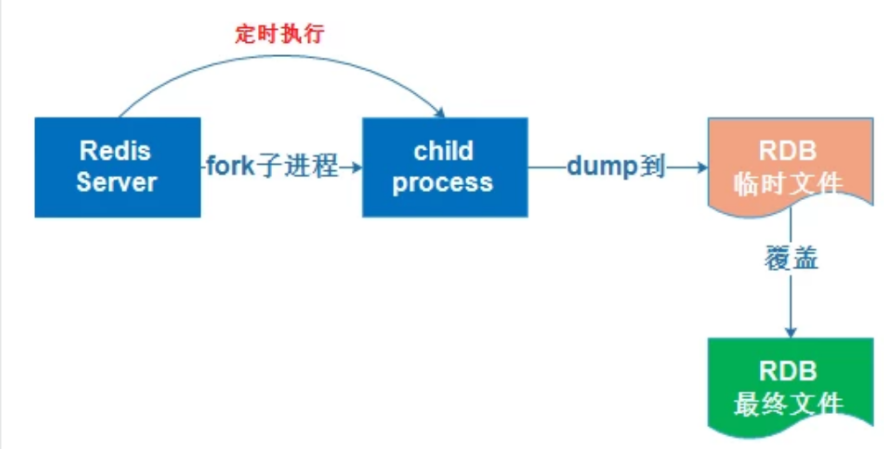 定时执行
Redis
Server
fork子进程
child
process
dump到
RDB
临时文件
覆盖
RDB
最终文件